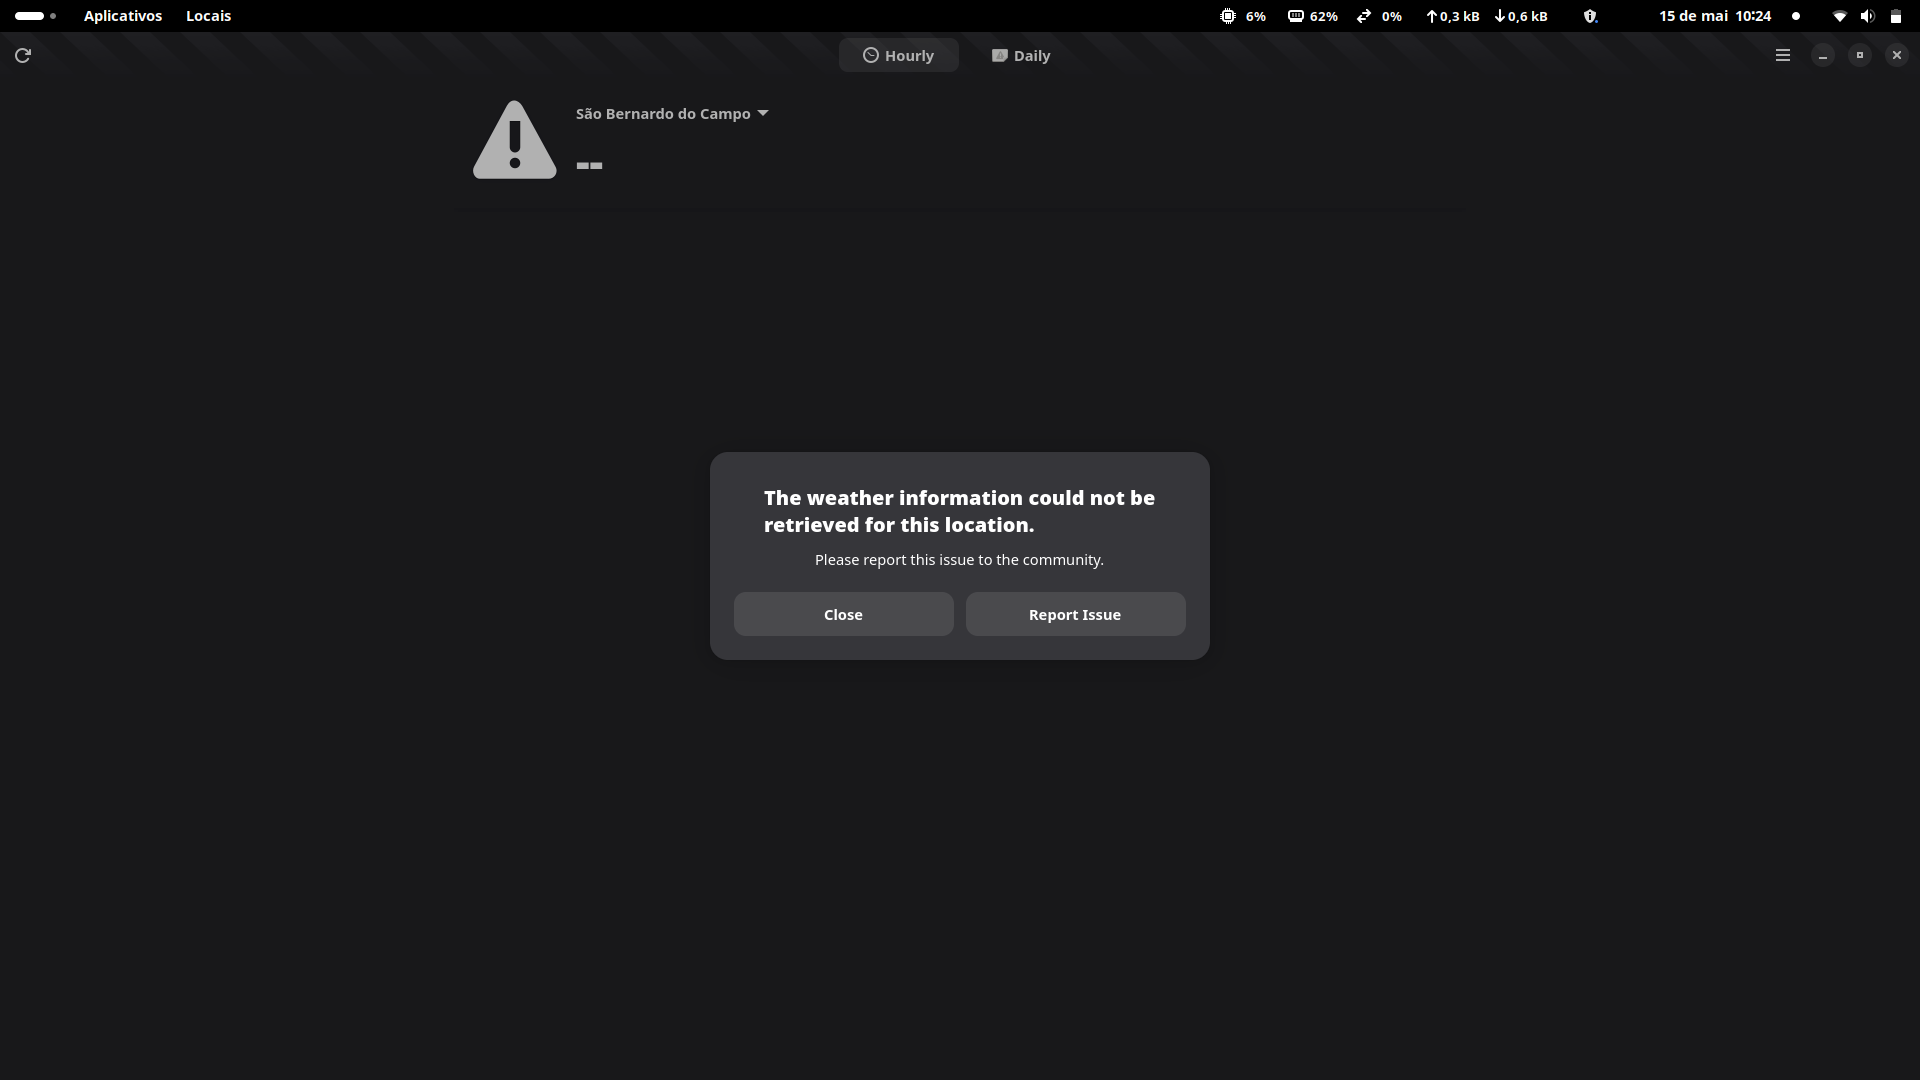 Aplicativos Locais 6% 62% 0% 0,3 kB 0,6 kB 15 de mai 10:24
Hourly Daily
São Bernardo do Campo
--
The weather information could not be
retrieved for this location.
Please report this issue to the community.
Close Report Issue